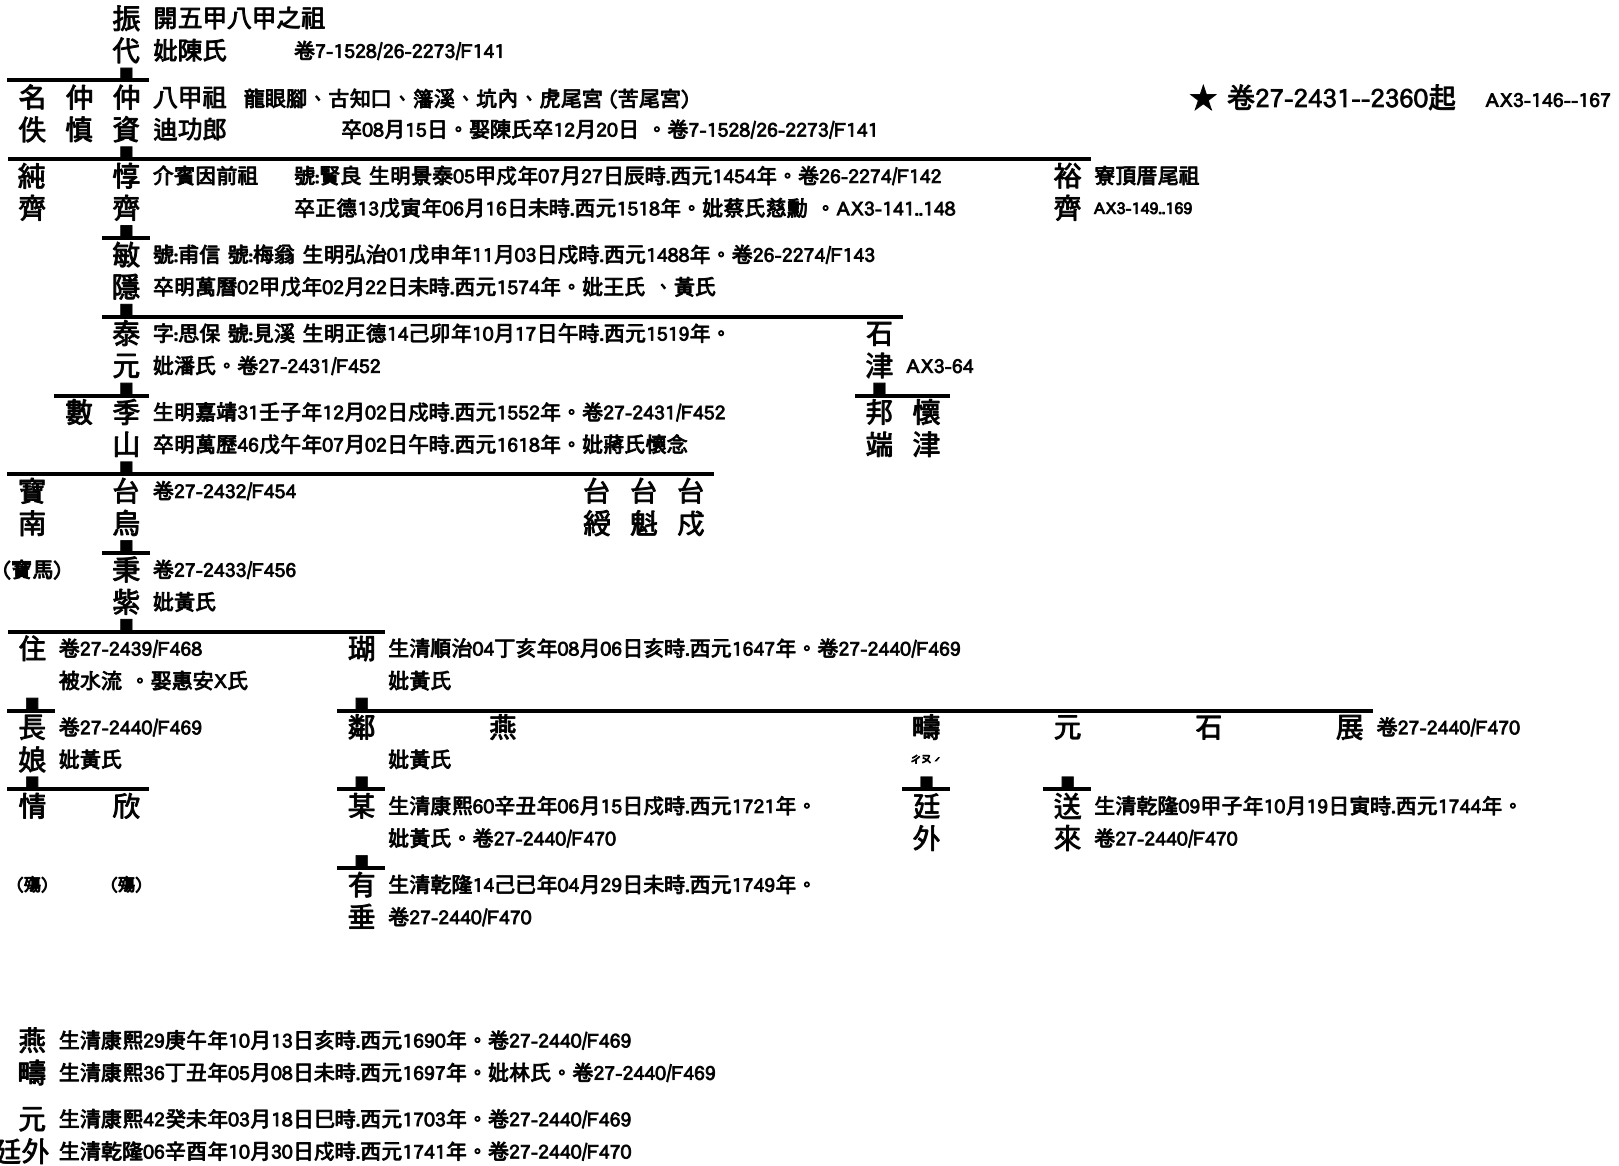 振代 開五甲八甲之祖
妣陳氏 卷7-1528/26-2273/F141
名佚 仲慎 仲資 八甲祖 龍眼腳、古知口、籓溪、坑內、虎尾宮 (苦尾宮) ★ 卷27-2431--2360起 AX3-146--167
迪功郎 卒08月15日。娶陳氏卒12月20日 。卷7-1528/26-2273/F141
純齊 惇齊 介賓因前祖 號:賢良 生明景泰05甲戍年07月27日辰時.西元1454年。卷26-2274/F142 裕齊 寮頂厝尾祖
卒正德13戊寅年06月16日未時.西元1518年。妣蔡氏慈勳 。AX3-141..148 AX3-149..169
敏隱 號:甫信 號:梅翁 生明弘治01戊申年11月03日戍時.西元1488年。卷26-2274/F143
卒明萬曆02甲戊年02月22日未時.西元1574年。妣王氏 、黃氏
泰元 字:思保 號:見溪 生明正德14己卯年10月17日午時.西元1519年。 石津
妣潘氏。卷27-2431/F452 AX3-64
數 季山 生明嘉靖31壬子年12月02日戍時.西元1552年。卷27-2431/F452 邦端 懷津
卒明萬歷46戊午年07月02日午時.西元1618年。妣蔣氏懷念
寶南 台烏 卷27-2432/F454 台綬 台魁 台戍
(寶馬) 秉紫 卷27-2433/F456
妣黃氏
住 卷27-2439/F468 瑚 生清順治04丁亥年08月06日亥時.西元1647年。卷27-2440/F469
被水流 。娶惠安X氏 妣黃氏
長娘 卷27-2440/F469 鄰 燕 疇 元 石 展 卷27-2440/F470
妣黃氏 妣黃氏 ㄔㄡˊ
情 欣 某 生清康熙60辛丑年06月15日戍時.西元1721年。 廷外 送來 生清乾隆09甲子年10月19日寅時.西元1744年。
妣黃氏。卷27-2440/F470 卷27-2440/F470
(殤) (殤) 有垂 生清乾隆14己已年04月29日未時.西元1749年。
卷27-2440/F470
燕 生清康熙29庚午年10月13日亥時.西元1690年。卷27-2440/F469
疇 生清康熙36丁丑年05月08日未時.西元1697年。妣林氏。卷27-2440/F469
元 生清康熙42癸未年03月18日巳時.西元1703年。卷27-2440/F469
廷外 生清乾隆06辛酉年10月30日戍時.西元1741年。卷27-2440/F470